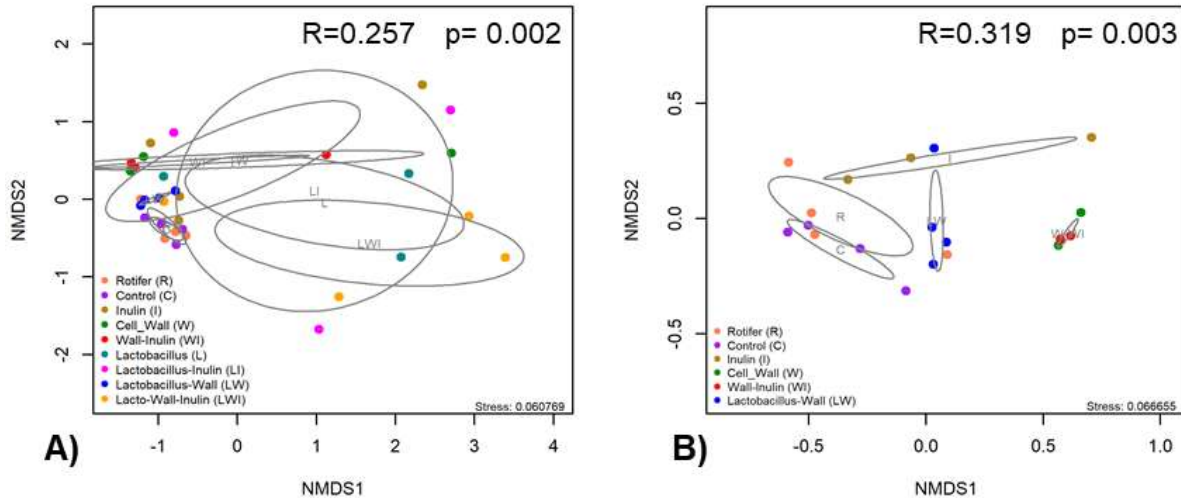 R=0.257 p= 0.002
NMDS2
2
1
0
-1
-2
LW
LI
L
LWI
Rotifer (R)
Control (C)
Inulin (I)
Cell_Wall (W)
Wall-Inulin (WI)
Lactobacillus (L)
Lactobacillus-Inulin (LI)
Lactobacillus-Wall (LW)
Lacto-Wall-Inulin (LWI)
Stress: 0.060769
-1 0 1 2 3 4
A)
NMDS1
R=0.319 p= 0.003
NMDS2
0.5
0.0
-0.5
I
R
LW
C
Rotifer (R)
Control (C)
Inulin (I)
Cell_Wall (W)
Wall-Inulin (WI)
Lactobacillus-Wall (LW)
Stress: 0.066655
-0.5 0.0 0.5 1.0
B)
NMDS1